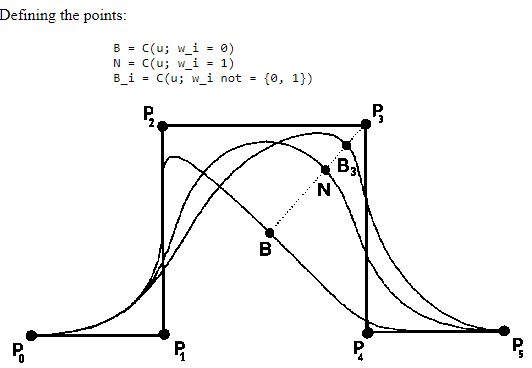 Defining the points:
B = C(u; w_i = 0)
N = C(u; w_i = 1)
B_i = C(u; w_i not = {0, 1})
P2
P3
B3
N
B
P0
P1
P4
P5